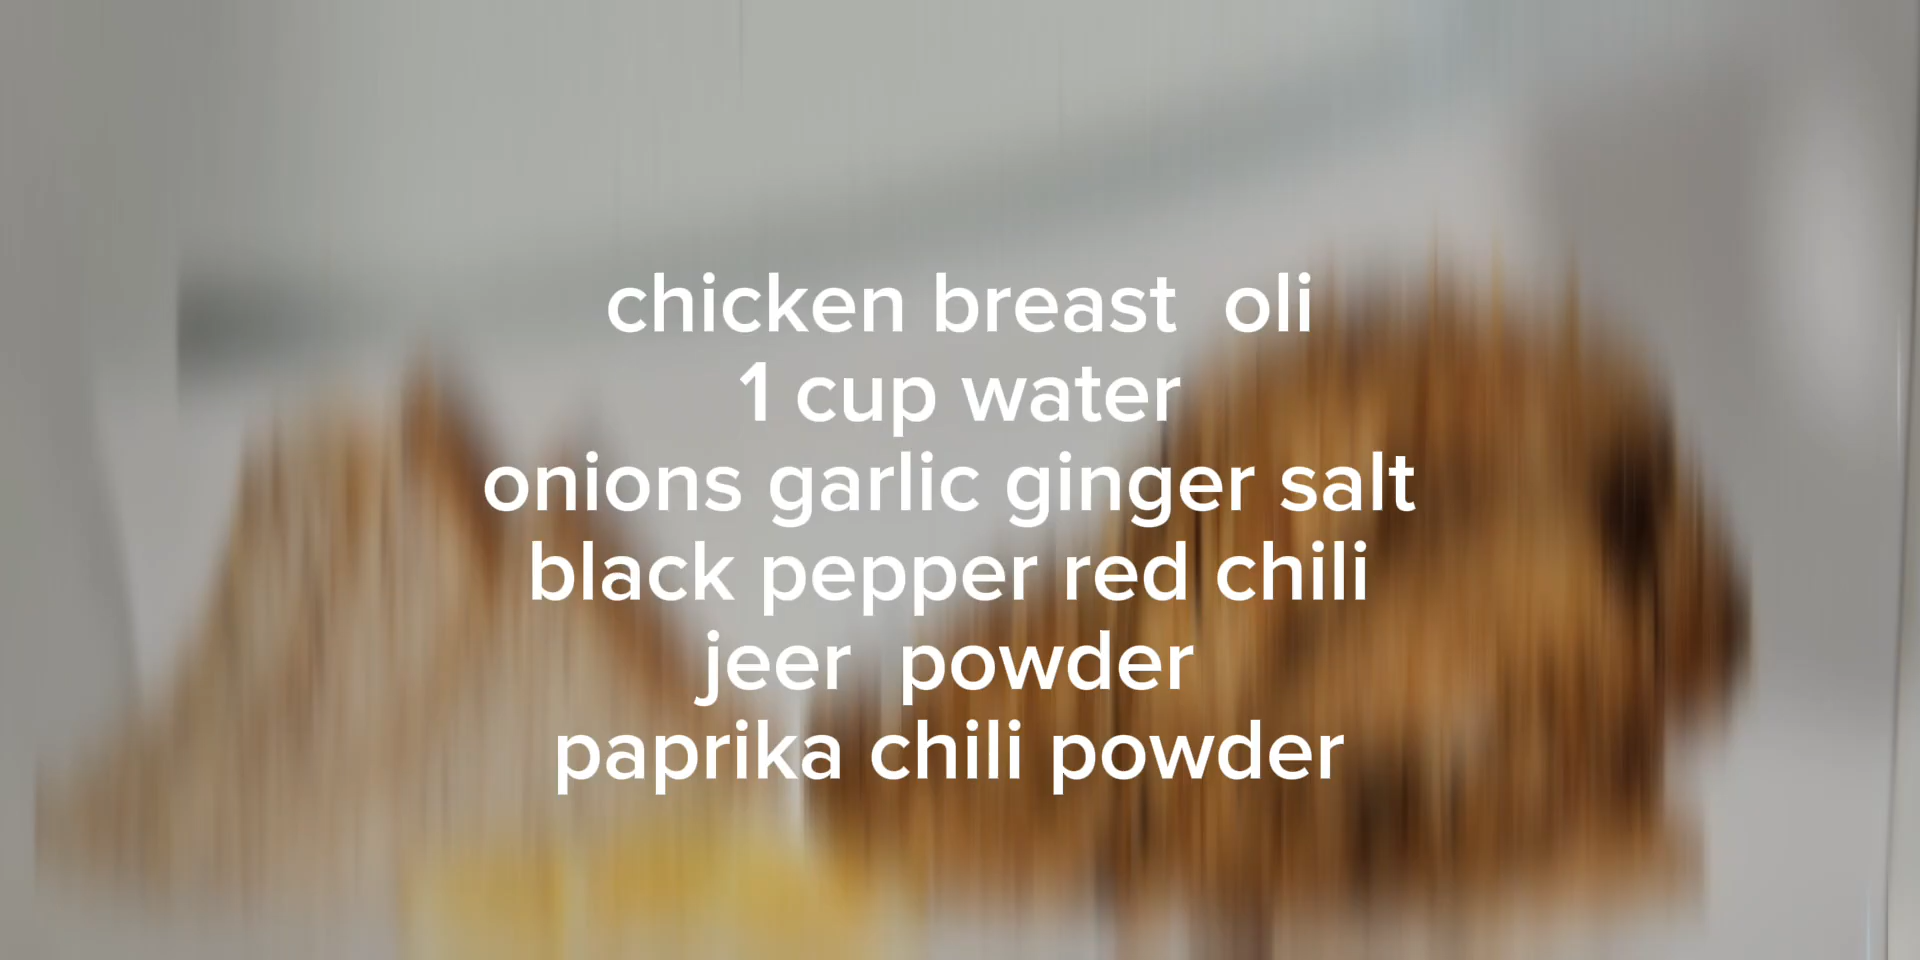 chicken breast  oli
1 cup water
onions garlic ginger salt
black pepper red chili
jeer  powder
paprika chili powder